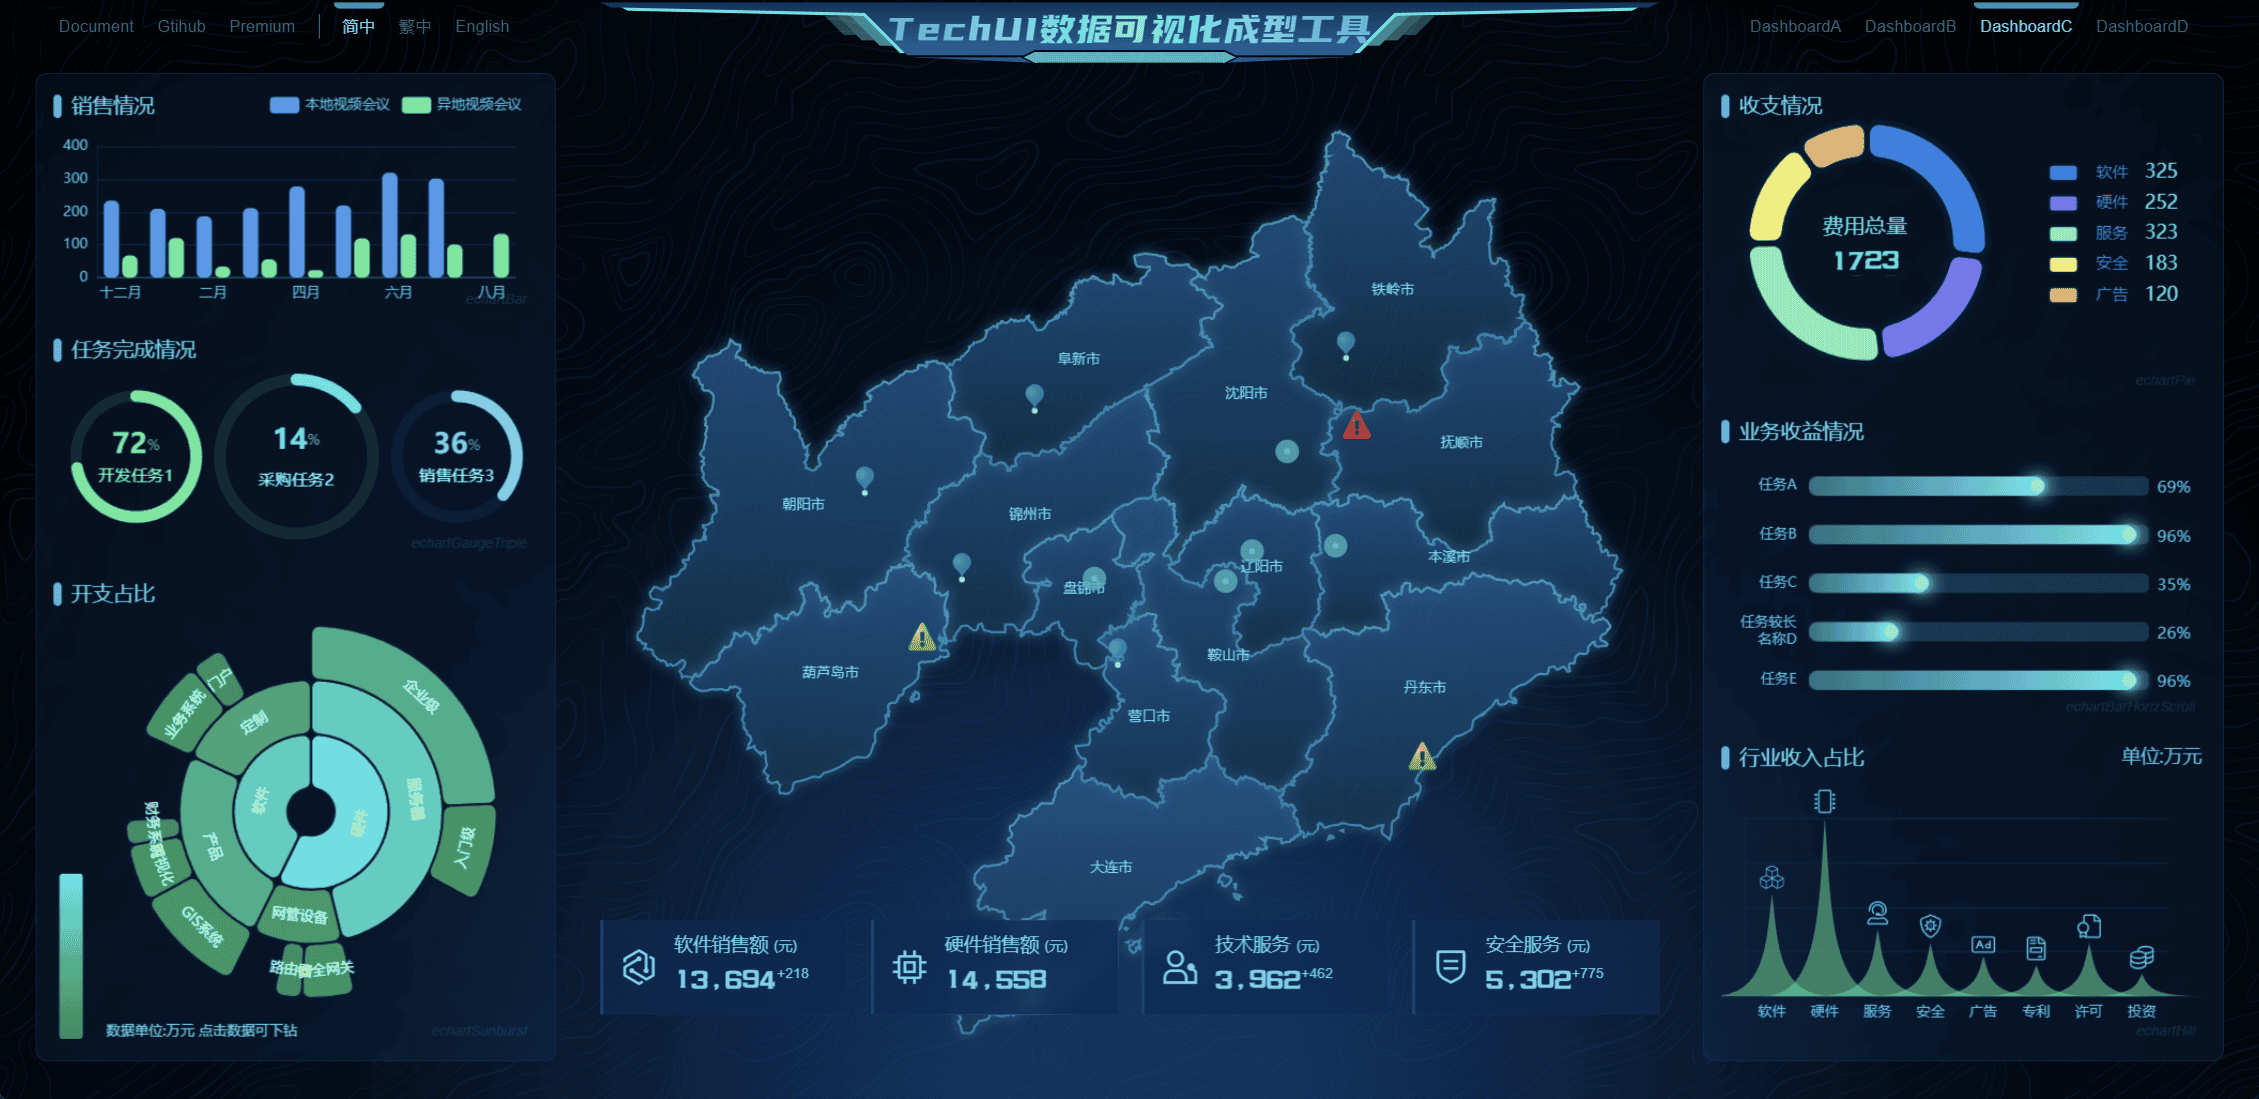 Document Gtihub Premium 简中 繁中 English
TechUI数据可视化成型工具
DashboardA DashboardB DashboardC DashboardD
销售情况
本地视频会议 异地视频会议
400
300
200
100
0
十二月 二月 四月 六月 八月
echartBar
任务完成情况
72%
开发任务1
14%
采购任务2
36%
销售任务3
echartGaugeTriple
开支占比
企业级
门户
业务系统
定制
服务器
软件
硬件
财务系统
产品
可视化
入门级
GIS系统
网管设备
路由器
安全网关
数据单位:万元 点击数据可下钻
echartSunburst
铁岭市
阜新市
沈阳市
抚顺市
朝阳市
锦州市
本溪市
辽阳市
盘锦市
鞍山市
葫芦岛市
丹东市
营口市
大连市
软件销售额 (元)
13,694+218
硬件销售额 (元)
14,558
技术服务 (元)
3,962+462
安全服务 (元)
5,302+775
收支情况
费用总量
1723
软件 325
硬件 252
服务 323
安全 183
广告 120
echartPie
业务收益情况
任务A 69%
任务B 96%
任务C 35%
任务较长
名称D 26%
任务E 96%
echartBarHorizScroll
行业收入占比
单位:万元
Ad
软件 硬件 服务 安全 广告 专利 许可 投资
echartHill